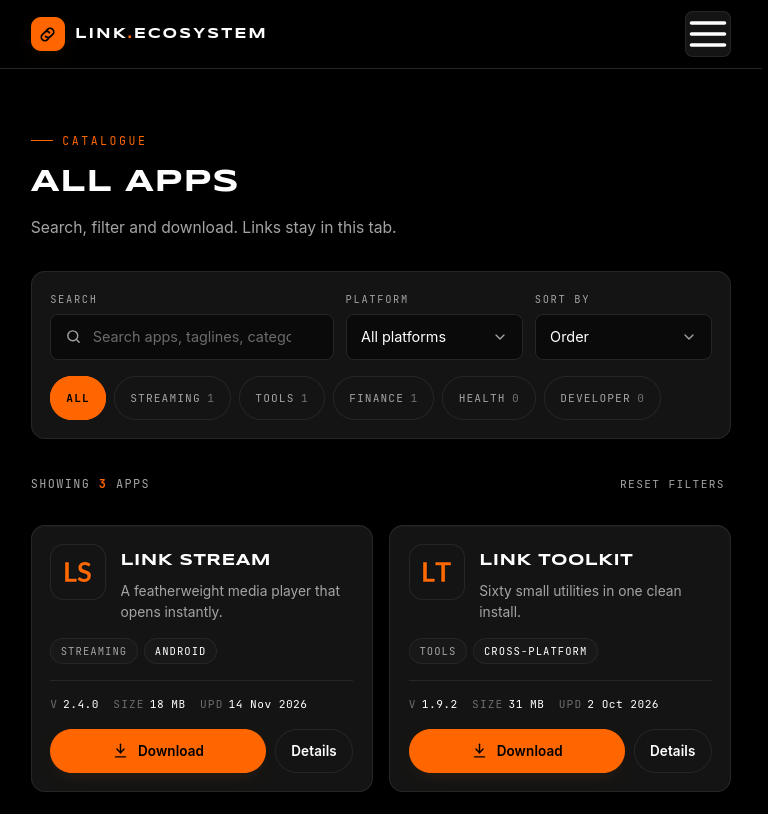 LINK.ECOSYSTEM
CATALOGUE
ALL APPS
Search, filter and download. Links stay in this tab.
SEARCH
PLATFORM
SORT BY
Search apps, taglines, catego
All platforms
Order
ALL
STREAMING 1
TOOLS 1
FINANCE 1
HEALTH 0
DEVELOPER 0
SHOWING 3 APPS
RESET FILTERS
LS
LINK STREAM
A featherweight media player that
opens instantly.
STREAMING
ANDROID
V 2.4.0 SIZE 18 MB UPD 14 Nov 2026
Download
Details
LT
LINK TOOLKIT
Sixty small utilities in one clean
install.
TOOLS
CROSS-PLATFORM
V 1.9.2 SIZE 31 MB UPD 2 Oct 2026
Download
Details